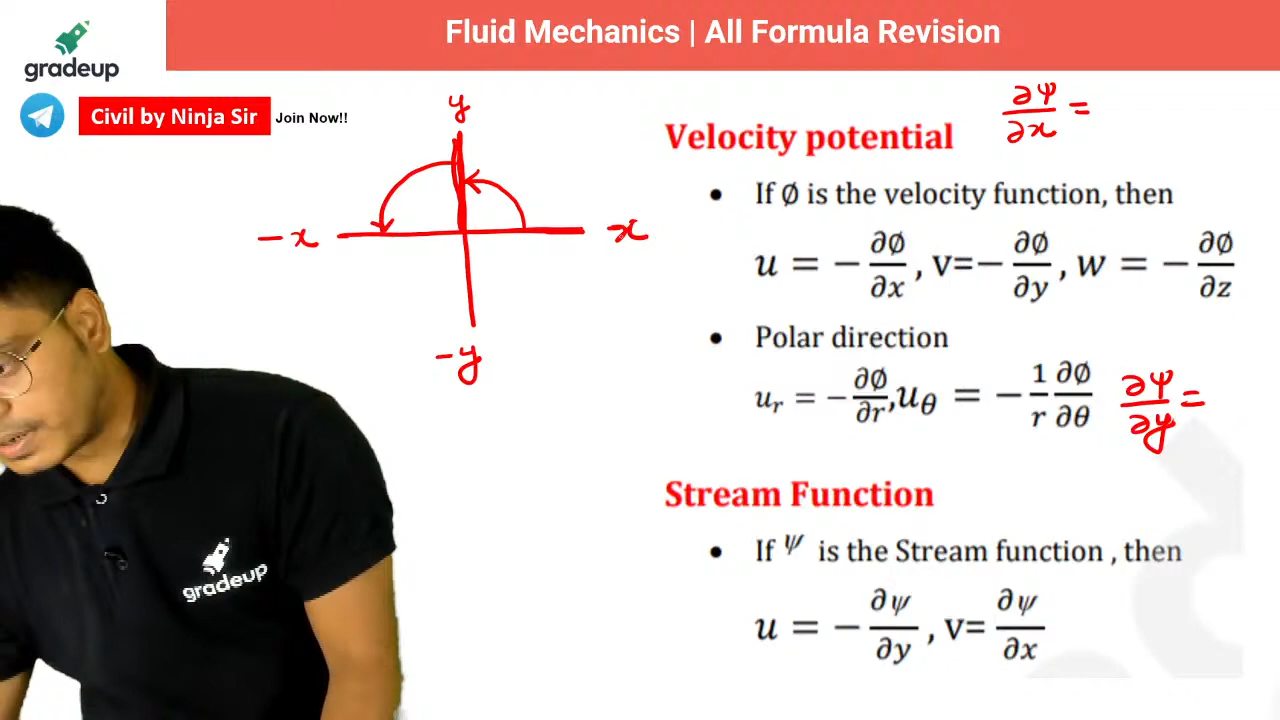 Fluid Mechanics | All Formula Revision
gradeup
Civil by Ninja Sir Join Now!!
y
-x
x
-y
∂ψ/∂x =
Velocity potential
• If Ø is the velocity function, then
u = −∂Ø/∂x, v=−∂Ø/∂y, w = −∂Ø/∂z
• Polar direction
uᵣ = −∂Ø/∂r, u_θ = −1/r ∂Ø/∂θ
∂ψ/∂y =
Stream Function
• If ψ is the Stream function , then
u = −∂ψ/∂y, v= ∂ψ/∂x
gradeup